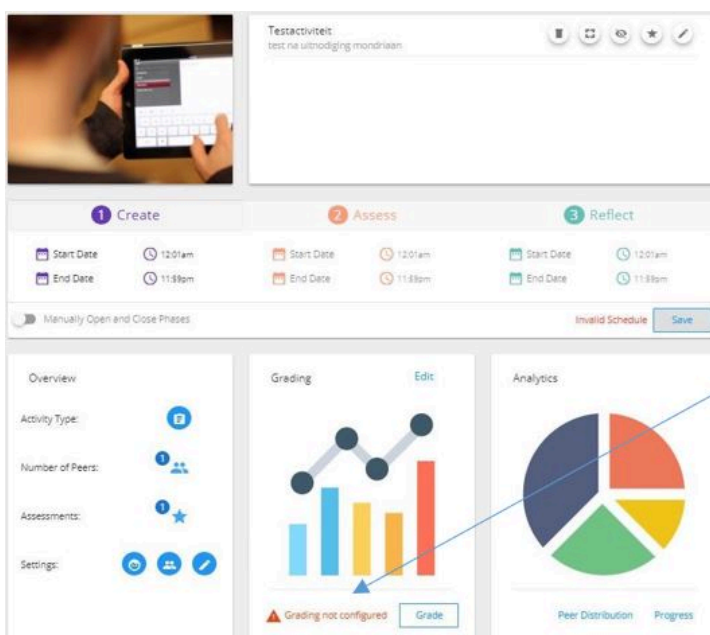 Testactiviteit
test na uitnodiging mondriaan
1 Create
2 Assess
3 Reflect
Start Date 12:01am
End Date 11:59pm
Start Date 12:01am
End Date 11:59pm
Start Date 12:01am
End Date 11:59pm
Manually Open and Close Phases
Invalid Schedule Save
Overview
Activity Type:
Number of Peers: 1
Assessments: 1
Settings:
Grading Edit
Grading not configured Grade
Analytics
Peer Distribution Progress